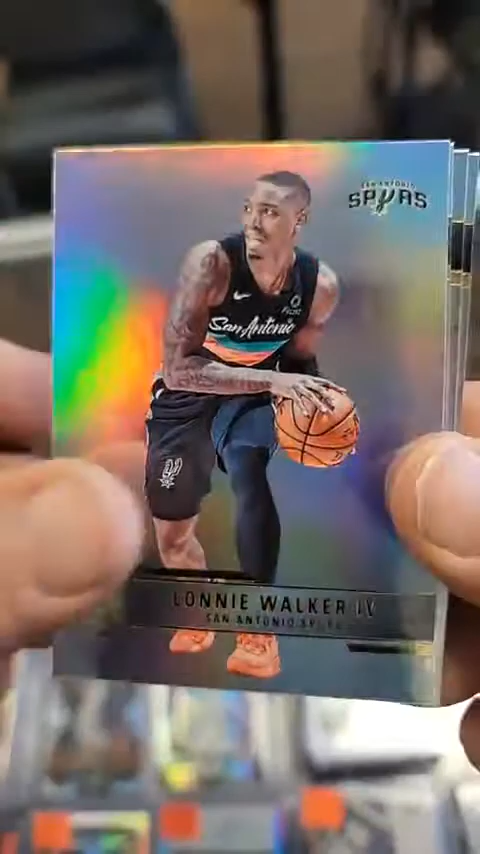 SAN ANTONIO
SPURS
San Antonio
LONNIE WALKER IV
SAN ANTONIO SPURS